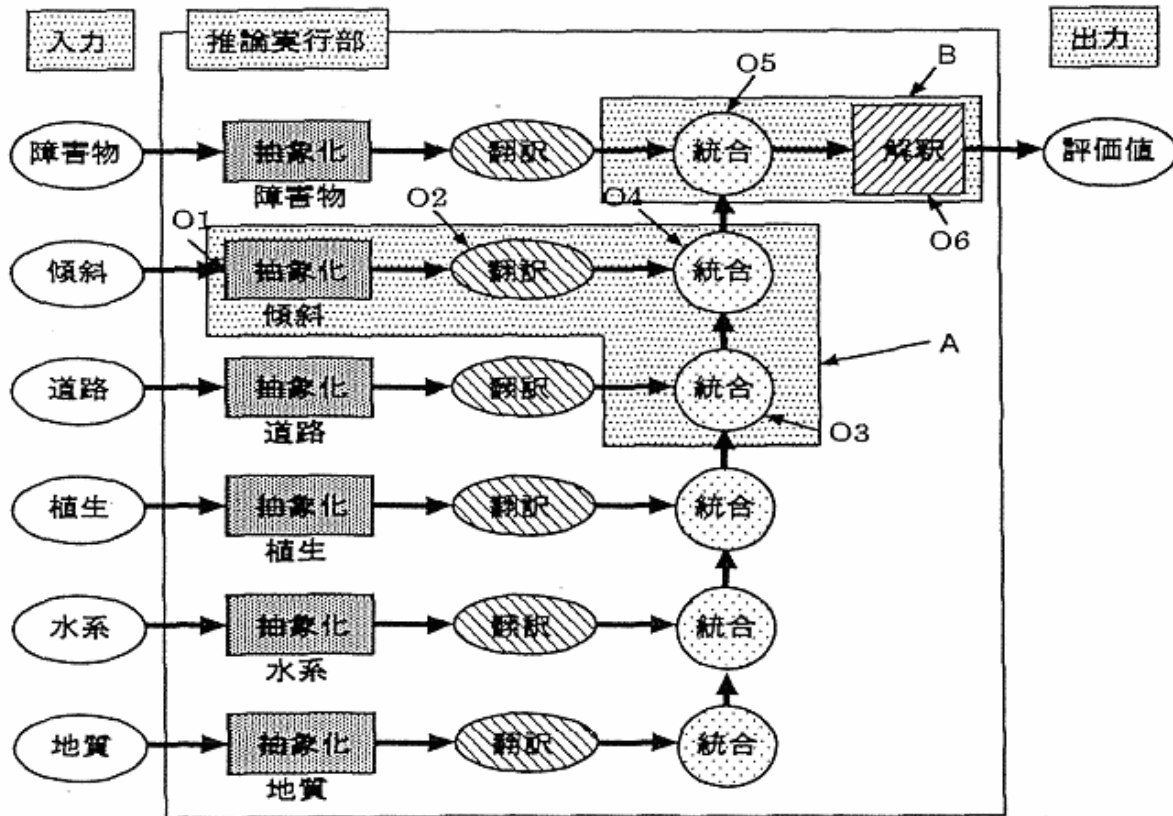 入力
推論実行部
出力
O5
B
障害物
抽象化
翻訳
統合
解釈
評価値
障害物
O1
O2
O4
O6
傾斜
抽象化
翻訳
統合
傾斜
A
道路
抽象化
翻訳
統合
道路
O3
植生
抽象化
翻訳
統合
植生
水系
抽象化
翻訳
統合
水系
地質
抽象化
翻訳
統合
地質